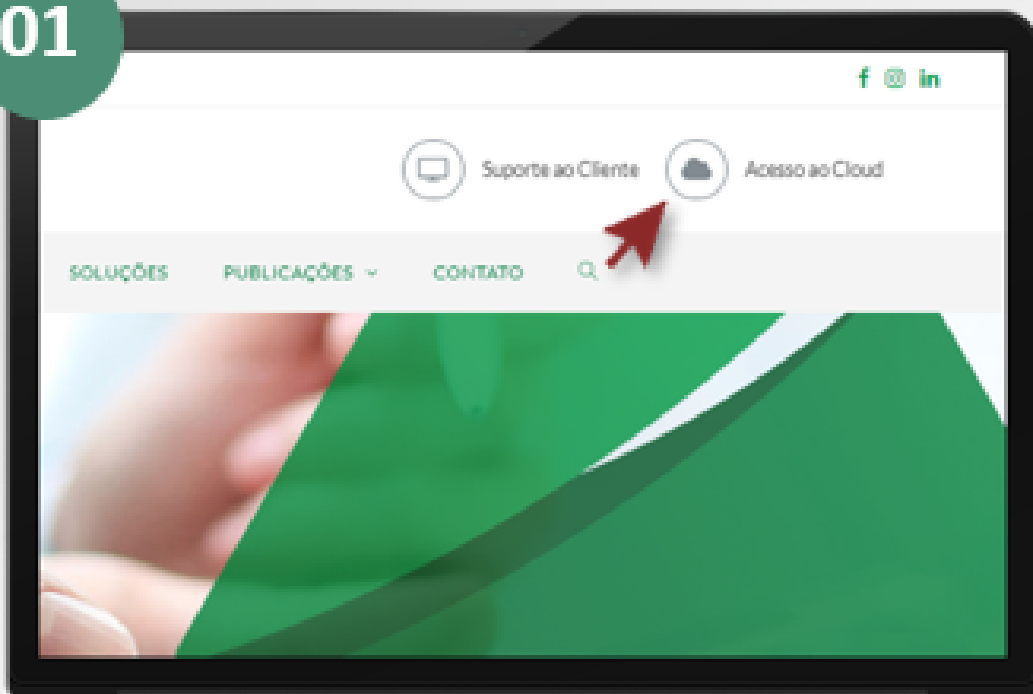 01
f in
Suporte ao Cliente Acesso ao Cloud
SOLUÇÕES PUBLICAÇÕES CONTATO